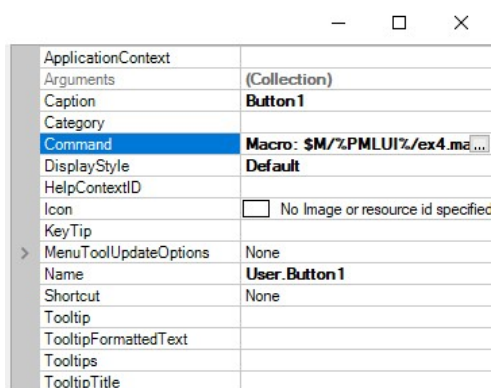 ApplicationContext
Arguments (Collection)
Caption Button1
Category
Command Macro: $M/%PMLUI%/ex4.ma ...
DisplayStyle Default
HelpContextID
Icon No Image or resource id specified
KeyTip
MenuToolUpdateOptions None
Name User.Button1
Shortcut None
Tooltip
TooltipFormattedText
Tooltips
TooltipTitle